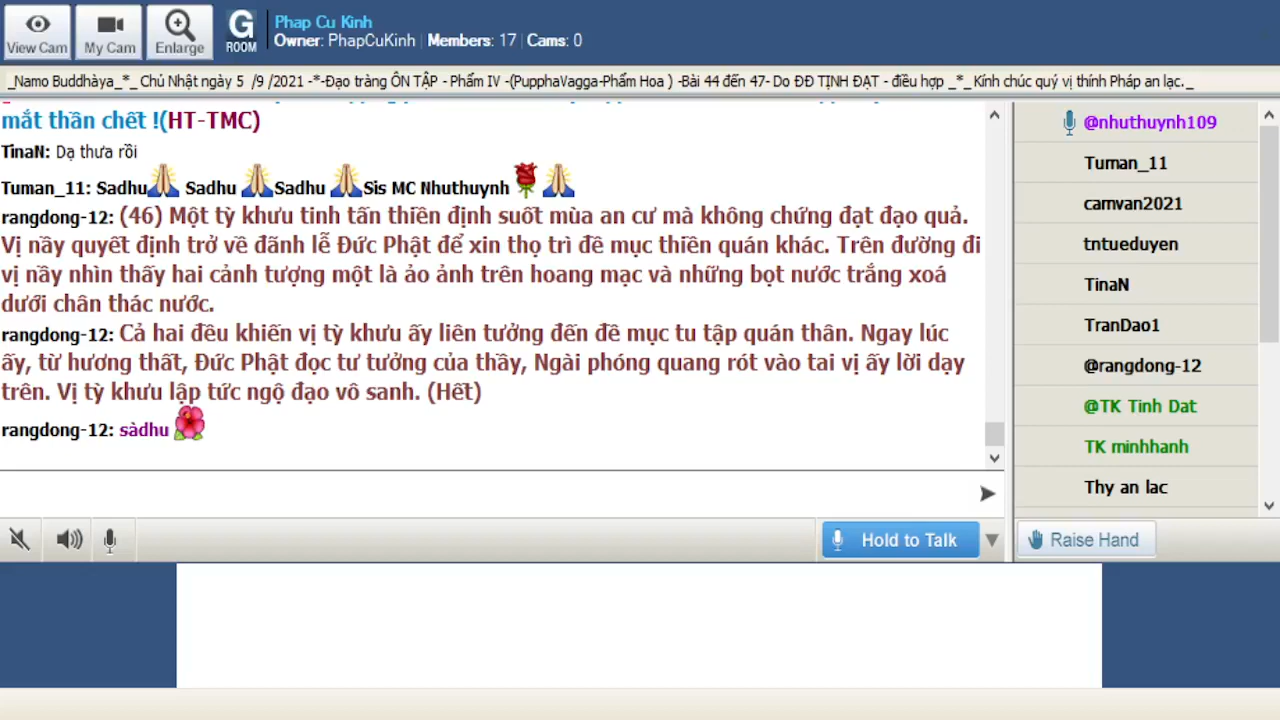 Phap Cu Kinh
View Cam My Cam Enlarge G ROOM Owner: PhapCuKinh Members: 17 Cams: 0
_Namo Buddhàya_*_ Chủ Nhật ngày 5 /9 /2021 -*-Đạo tràng ÔN TẬP - Phẩm IV -(PupphaVagga-Phẩm Hoa ) -Bài 44 đến 47- Do ĐĐ TỊNH ĐẠT - điều hợp _*_ Kính chúc quý vị thính Pháp an lạc._
mắt thần chết !(HT-TMC)
TinaN: Dạ thưa rồi
Tuman_11: Sadhu Sadhu Sadhu Sis MC Nhuthuynh
rangdong-12: (46) Một tỳ khưu tinh tấn thiền định suốt mùa an cư mà không chứng đạt đạo quả.
Vị nầy quyết định trở về đãnh lễ Đức Phật để xin thọ trì đề mục thiền quán khác. Trên đường đi
vị nầy nhìn thấy hai cảnh tượng một là ảo ảnh trên hoang mạc và những bọt nước trắng xoá
dưới chân thác nước.
rangdong-12: Cả hai đều khiến vị tỳ khưu ấy liên tưởng đến đề mục tu tập quán thân. Ngay lúc
ấy, từ hương thất, Đức Phật đọc tư tưởng của thầy, Ngài phóng quang rót vào tai vị ấy lời dạy
trên. Vị tỳ khưu lập tức ngộ đạo vô sanh. (Hết)
rangdong-12: sàdhu
@nhuthuynh109
Tuman_11
camvan2021
tntueduyen
TinaN
TranDao1
@rangdong-12
@TK Tinh Dat
TK minhhanh
Thy an lac
Hold to Talk
Raise Hand